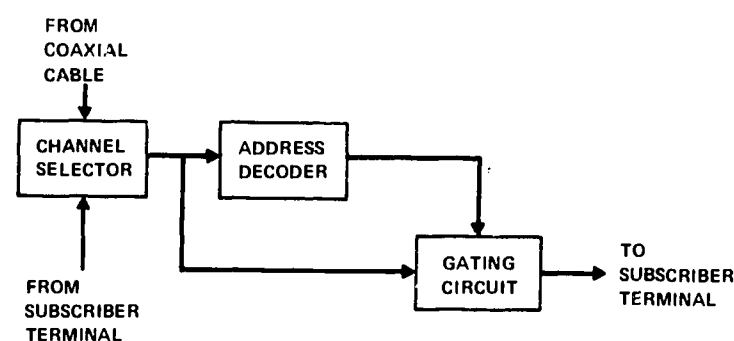 FROM
COAXIAL
CABLE
CHANNEL
SELECTOR
ADDRESS
DECODER
GATING
CIRCUIT
TO
SUBSCRIBER
TERMINAL
FROM
SUBSCRIBER
TERMINAL